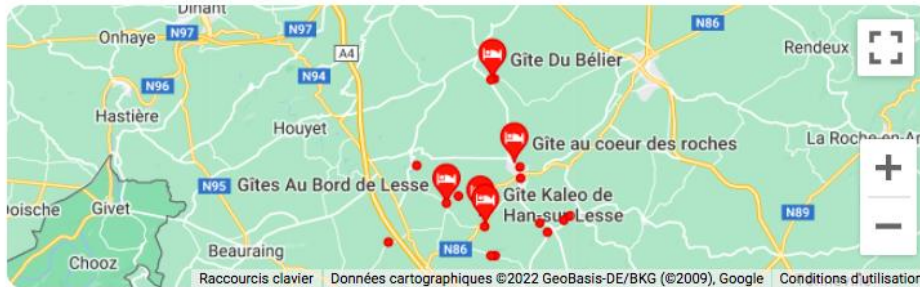 Dinant
Onhaye
N97
N97
N86
Rendeux
A4
Gîte Du Bélier
N96
N94
Hastière
Houyet
Gîte au coeur des roches
La Roche-en-Ar
Gîtes Au Bord de Lesse
N95
Gîte Kaleo de
Han-sur-Lesse
Doische
Givet
N89
Beauraing
N86
Chooz
Raccourcis clavier
Données cartographiques ©2022 GeoBasis-DE/BKG (©2009), Google
Conditions d'utilisation